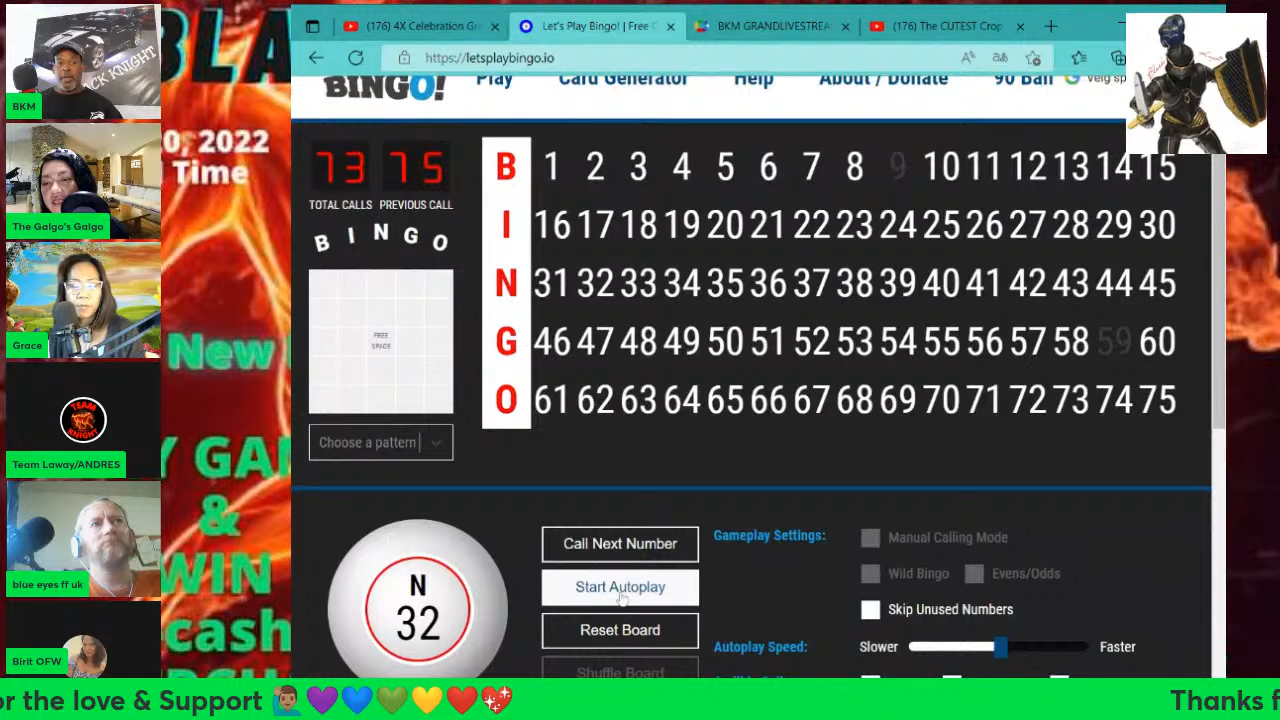 BKM
CK KNIGHT
The Galgo's Galgo
Grace
TEAM
KNIGHT
Team Laway/ANDRES
blue eyes ff uk
Birit OFW
BLA
0, 2022
Time
New
Y GA
&
WIN
cash
(176) 4X Celebration Gr
Let's Play Bingo! | Free
BKM GRANDLIVESTREA
(176) The CUTEST Crop
https://letsplaybingo.io
BINGO!
Play
Card Generator
Help
About / Donate
90 Ball
73 75
TOTAL CALLS PREVIOUS CALL
B I N G O
FREE
SPACE
Choose a pattern
B 1 2 3 4 5 6 7 8 9 10 11 12 13 14 15
I 16 17 18 19 20 21 22 23 24 25 26 27 28 29 30
N 31 32 33 34 35 36 37 38 39 40 41 42 43 44 45
G 46 47 48 49 50 51 52 53 54 55 56 57 58 59 60
O 61 62 63 64 65 66 67 68 69 70 71 72 73 74 75
N
32
Call Next Number
Start Autoplay
Reset Board
Shuffle Board
Gameplay Settings:
Manual Calling Mode
Wild Bingo
Evens/Odds
Skip Unused Numbers
Autoplay Speed:
Slower
Faster
or the love & Support 🙋🏽‍♂️💜💙💚💛❤️💖
Thanks f